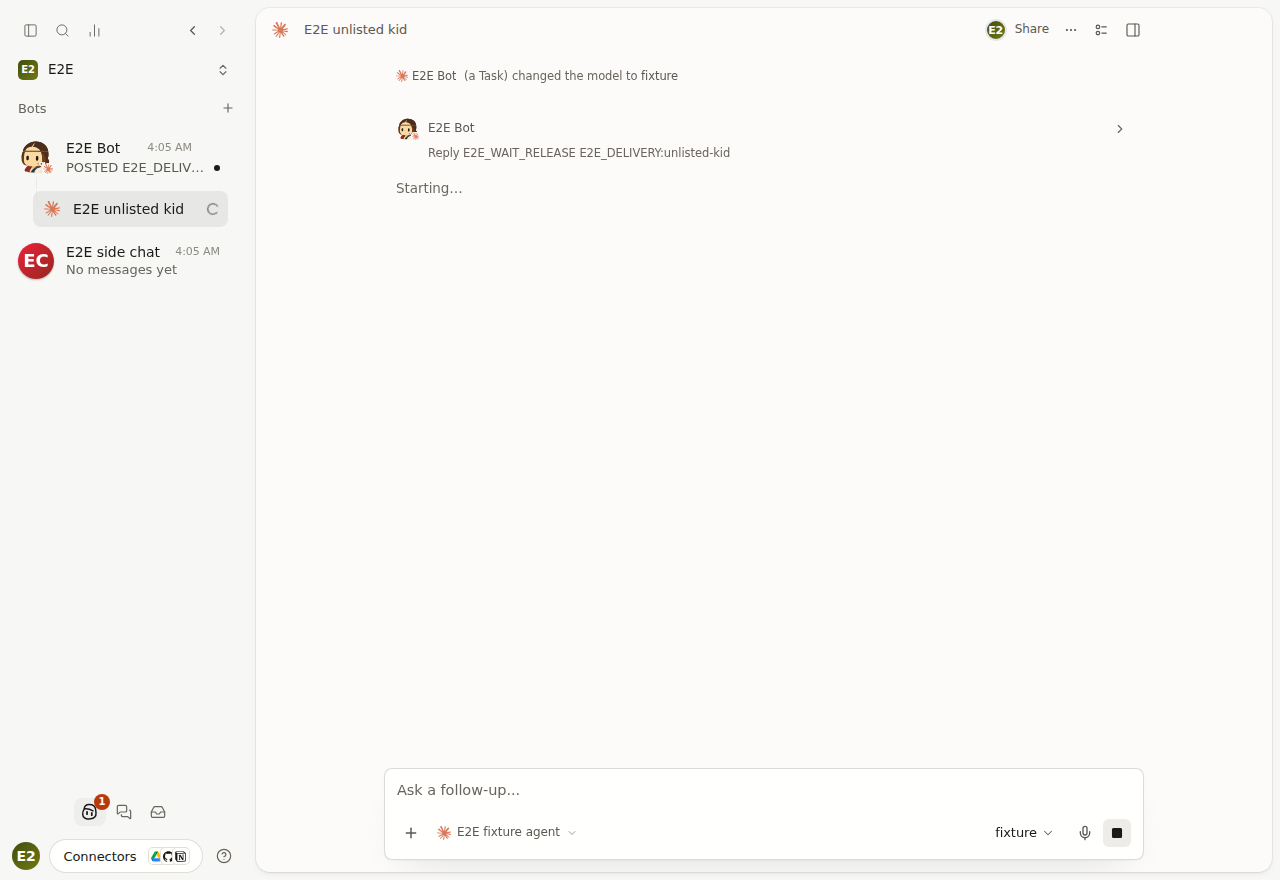 E2E unlisted kid
E2 Share
E2 E2E
Bots
E2E Bot 4:05 AM
POSTED E2E_DELIV...
E2E unlisted kid
EC E2E side chat 4:05 AM
No messages yet
E2E Bot (a Task) changed the model to fixture
E2E Bot
Reply E2E_WAIT_RELEASE E2E_DELIVERY:unlisted-kid
Starting...
Ask a follow-up...
E2E fixture agent
fixture
1
E2 Connectors